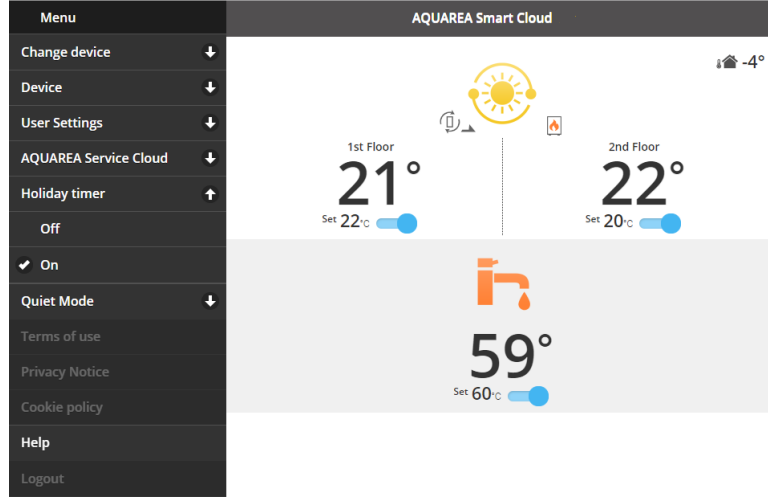 Menu
AQUAREA Smart Cloud
Change device
Device
User Settings
AQUAREA Service Cloud
Holiday timer
Off
On
Quiet Mode
Terms of use
Privacy Notice
Cookie policy
Help
Logout
-4°
1st Floor
21°
Set 22°C
2nd Floor
22°
Set 20°C
59°
Set 60°C